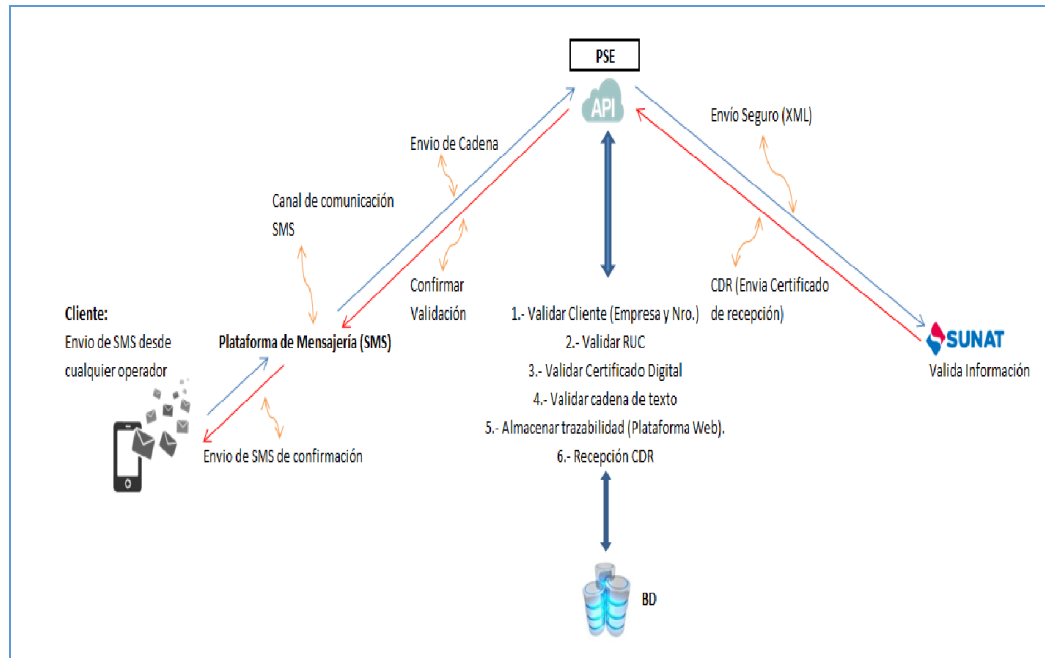 PSE
API
Envío Seguro (XML)
Envio de Cadena
Canal de comunicación
SMS
Confirmar
Validación
CDR (Envia Certificado
de recepción)
Cliente:
Envio de SMS desde
cualquier operador
Plataforma de Mensajería (SMS)
1.- Validar Cliente (Empresa y Nro.)
2.- Validar RUC
3.- Validar Certificado Digital
4.- Validar cadena de texto
5.- Almacenar trazabilidad (Plataforma Web).
6.- Recepción CDR
SUNAT
Valida Información
Envio de SMS de confirmación
BD